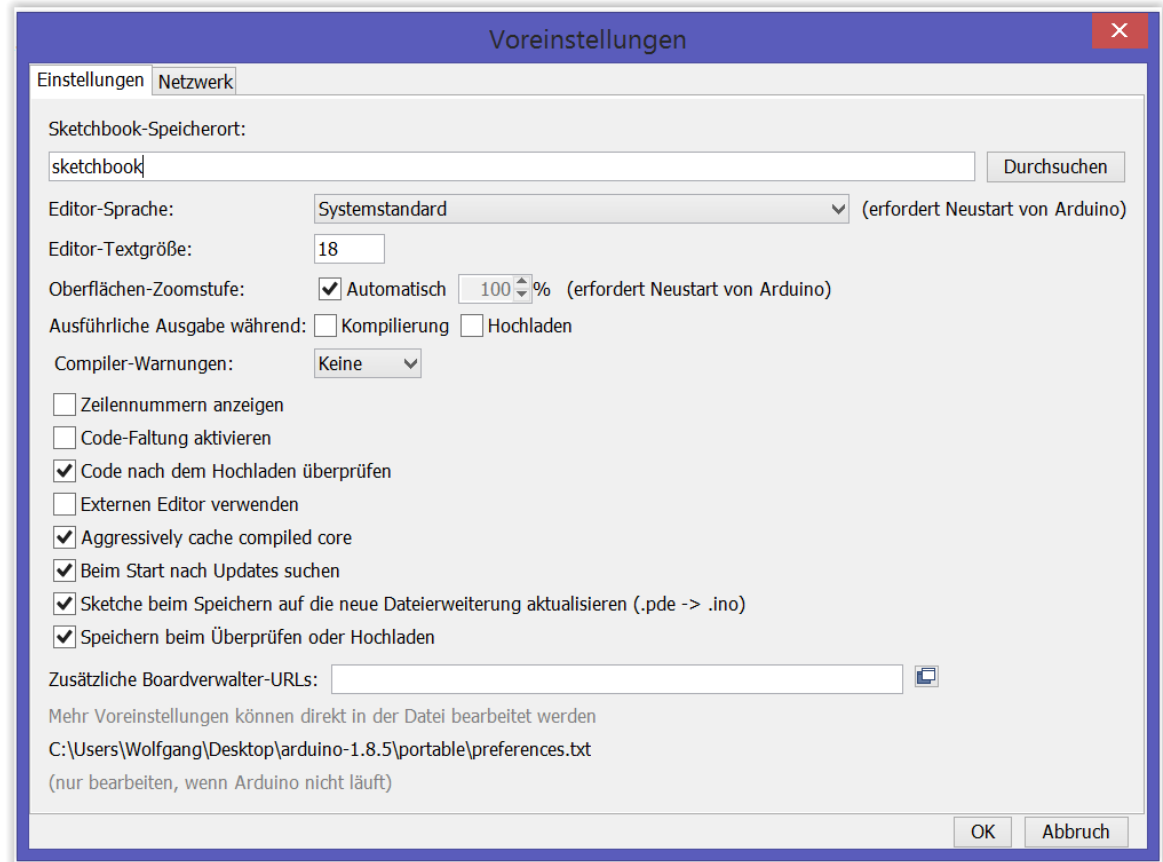 Voreinstellungen
Einstellungen Netzwerk
Sketchbook-Speicherort:
sketchbook Durchsuchen
Editor-Sprache: Systemstandard (erfordert Neustart von Arduino)
Editor-Textgröße: 18
Oberflächen-Zoomstufe: Automatisch 100 % (erfordert Neustart von Arduino)
Ausführliche Ausgabe während: Kompilierung Hochladen
Compiler-Warnungen: Keine
Zeilennummern anzeigen
Code-Faltung aktivieren
Code nach dem Hochladen überprüfen
Externen Editor verwenden
Aggressively cache compiled core
Beim Start nach Updates suchen
Sketche beim Speichern auf die neue Dateierweiterung aktualisieren (.pde -> .ino)
Speichern beim Überprüfen oder Hochladen
Zusätzliche Boardverwalter-URLs:
Mehr Voreinstellungen können direkt in der Datei bearbeitet werden
C:\Users\Wolfgang\Desktop\arduino-1.8.5\portable\preferences.txt
(nur bearbeiten, wenn Arduino nicht läuft)
OK Abbruch